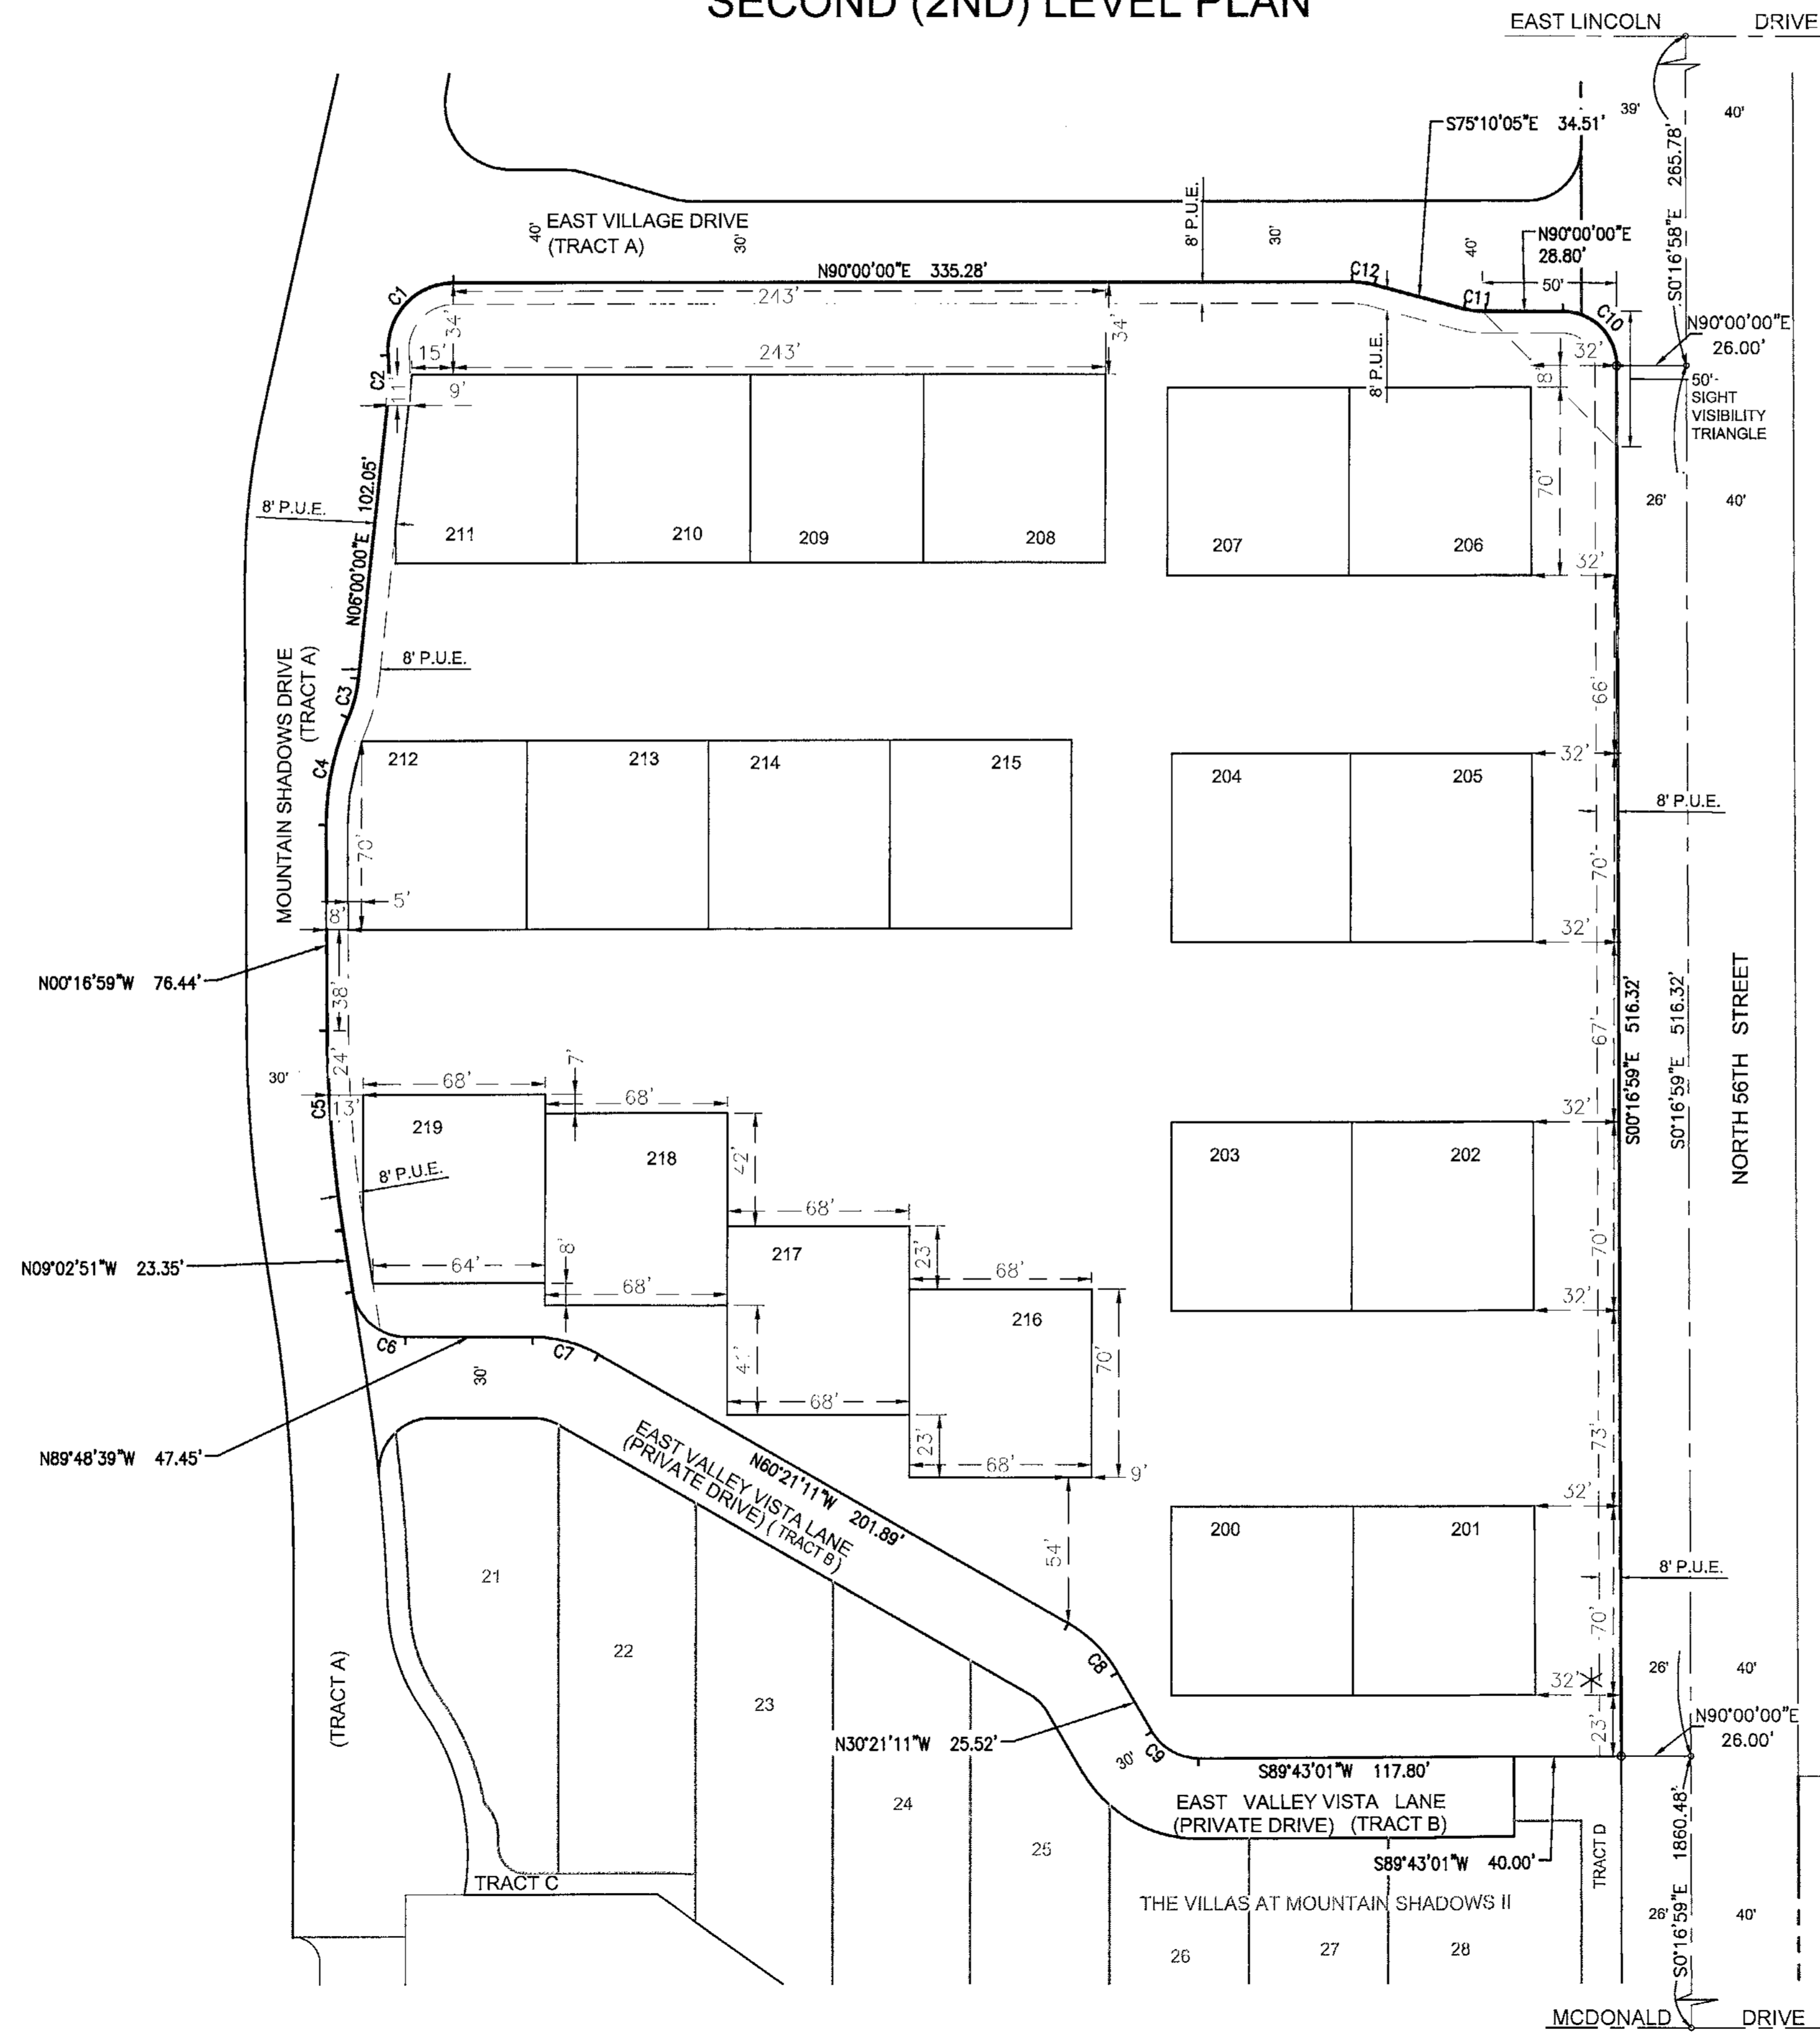 SECOND (2ND) LEVEL PLAN
EAST LINCOLN DRIVE
39'
40'
S75°10'05"E 34.51'
S0°16'58"E 265.78'
8' P.U.E.
EAST VILLAGE DRIVE
(TRACT A)
40'
30'
30'
40'
N90°00'00"E
28.80'
N90°00'00"E 335.28'
C12
50'
C1
243'
C11
C10
N90°00'00"E
26.00'
34'
34'
15'
243'
32'
C2
11'
9'
8' P.U.E.
8'
50'
SIGHT
VISIBILITY
TRIANGLE
N06°00'00"E 102.05'
8' P.U.E.
70'
26'
40'
211
210
209
208
207
206
32'
MOUNTAIN SHADOWS DRIVE
(TRACT A)
8' P.U.E.
C3
66'
C4
212
213
214
215
204
205
32'
8' P.U.E.
70'
70'
5'
8'
32'
N00°16'59"W 76.44'
38'
S00°16'59"E 516.32'
S0°16'59"E 516.32'
NORTH 56TH STREET
67'
24'
7'
30'
68'
68'
C5
13'
32'
219
218
42'
203
202
8' P.U.E.
68'
217
23'
70'
N09°02'51"W 23.35'
64'
8'
68'
68'
216
32'
C6
C7
41'
70'
30'
68'
N89°48'39"W 47.45'
23'
68'
9'
73'
EAST VALLEY VISTA LANE
(PRIVATE DRIVE) (TRACT B)
N60°21'11"W 201.89'
32'
200
201
54'
8' P.U.E.
21
22
23
70'
C8
32'
26'
40'
(TRACT A)
N90°00'00"E
26.00'
N30°21'11"W 25.52'
23'
30'
C9
S89°43'01"W 117.80'
24
EAST VALLEY VISTA LANE
(PRIVATE DRIVE) (TRACT B)
25
S89°43'01"W 40.00'
TRACT D
S0°16'59"E 1860.48'
TRACT C
THE VILLAS AT MOUNTAIN SHADOWS II
26'
40'
26
27
28
MCDONALD DRIVE